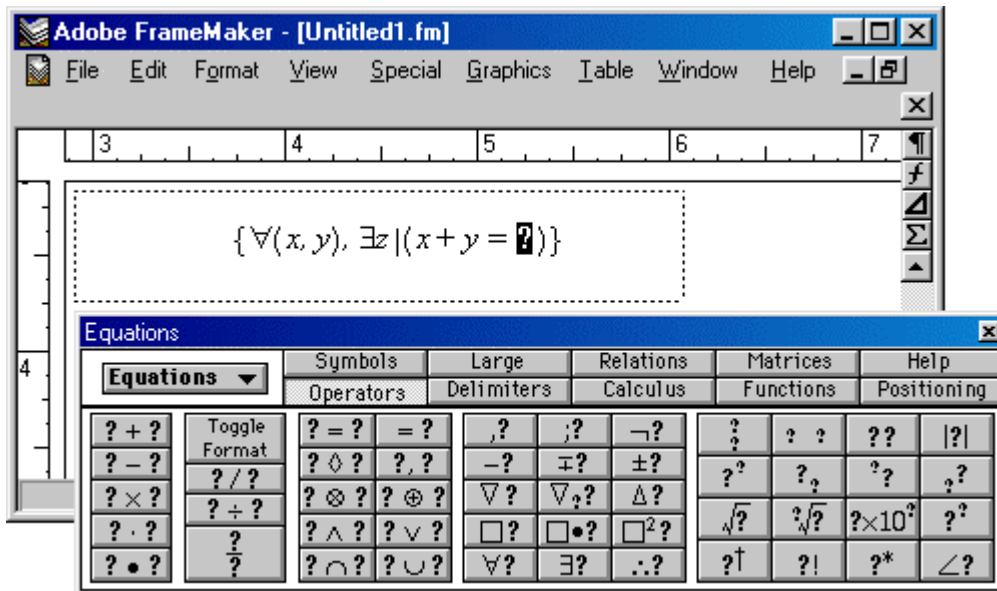 Adobe FrameMaker - [Untitled1.fm]
File Edit Format View Special Graphics Table Window Help
3 4 5 6 7
{∀(x, y), ∃z|(x + y = ?)}
4
Equations
Equations Symbols Large Relations Matrices Help
Operators Delimiters Calculus Functions Positioning
? + ? Toggle Format ? = ? = ? ,? ;? ¬? ? ? ? ? ?? |?|
? − ? ? / ? ? ◊ ? ?, ? −? ∓? ±? ?? ?? ?? ??
? × ? ? ÷ ? ? ⊗ ? ? ⊕ ? ∇? ∇?? Δ? √? ?√? ?×10? ??
? · ? ? ∧ ? ? ∨ ? □? □•? □²?
? • ? ?/? ? ∩ ? ? ∪ ? ∀? ∃? ∴? ?† ?! ?* ∠?